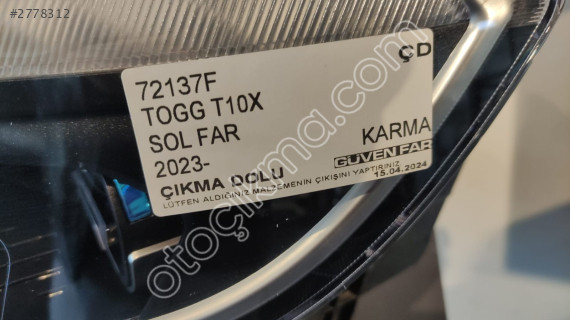 #2778312
ÇD
72137F
TOGG T10X
SOL FAR
KARMA
2023-
GÜVEN FAR
ÇIKMA DOLU
15.04.2024
LÜTFEN ALDIĞINIZ MALZEMENİN ÇIKIŞINI YAPTIRINIZ
otoçıkma.com